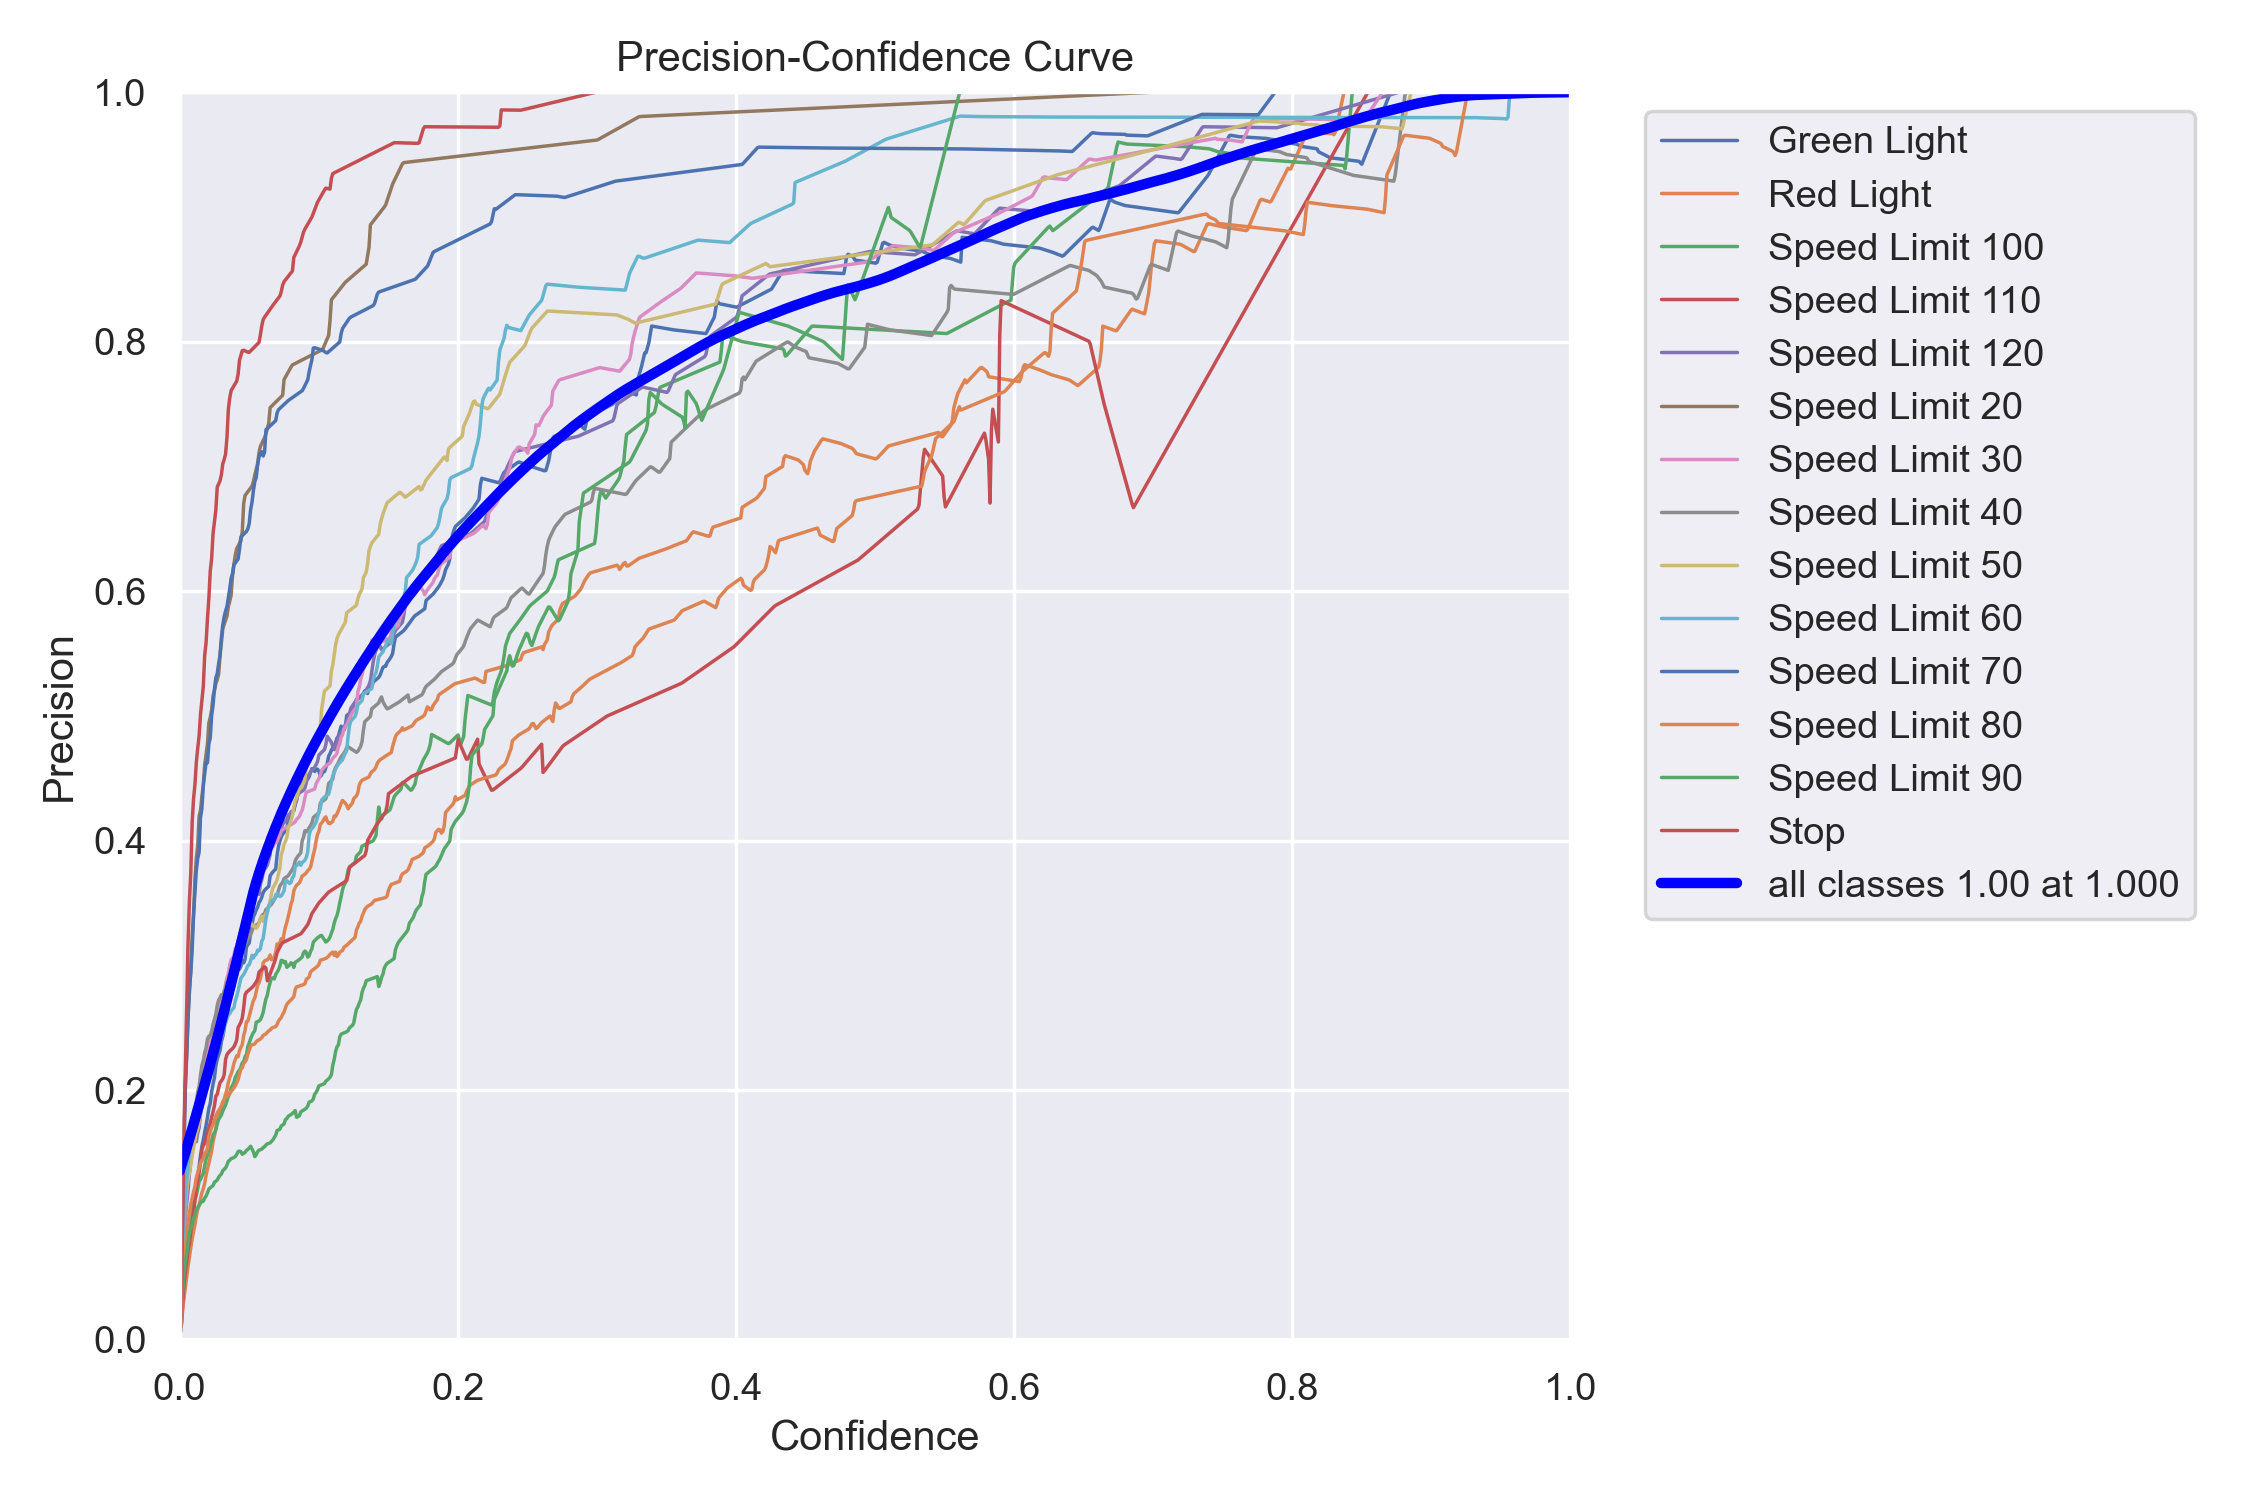 Precision-Confidence Curve
1.0
0.8
0.6
0.4
0.2
0.0
Precision
0.0 0.2 0.4 0.6 0.8 1.0
Confidence
Green Light
Red Light
Speed Limit 100
Speed Limit 110
Speed Limit 120
Speed Limit 20
Speed Limit 30
Speed Limit 40
Speed Limit 50
Speed Limit 60
Speed Limit 70
Speed Limit 80
Speed Limit 90
Stop
all classes 1.00 at 1.000